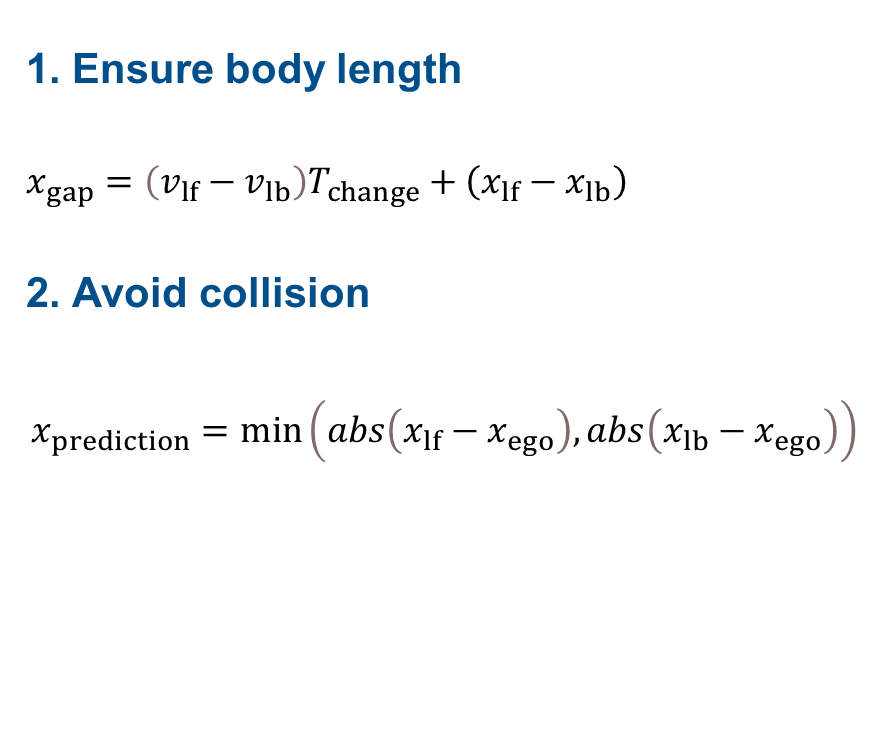 1. Ensure body length
x_gap = (v_lf − v_lb)T_change + (x_lf − x_lb)
2. Avoid collision
x_prediction = min(abs(x_lf − x_ego), abs(x_lb − x_ego))